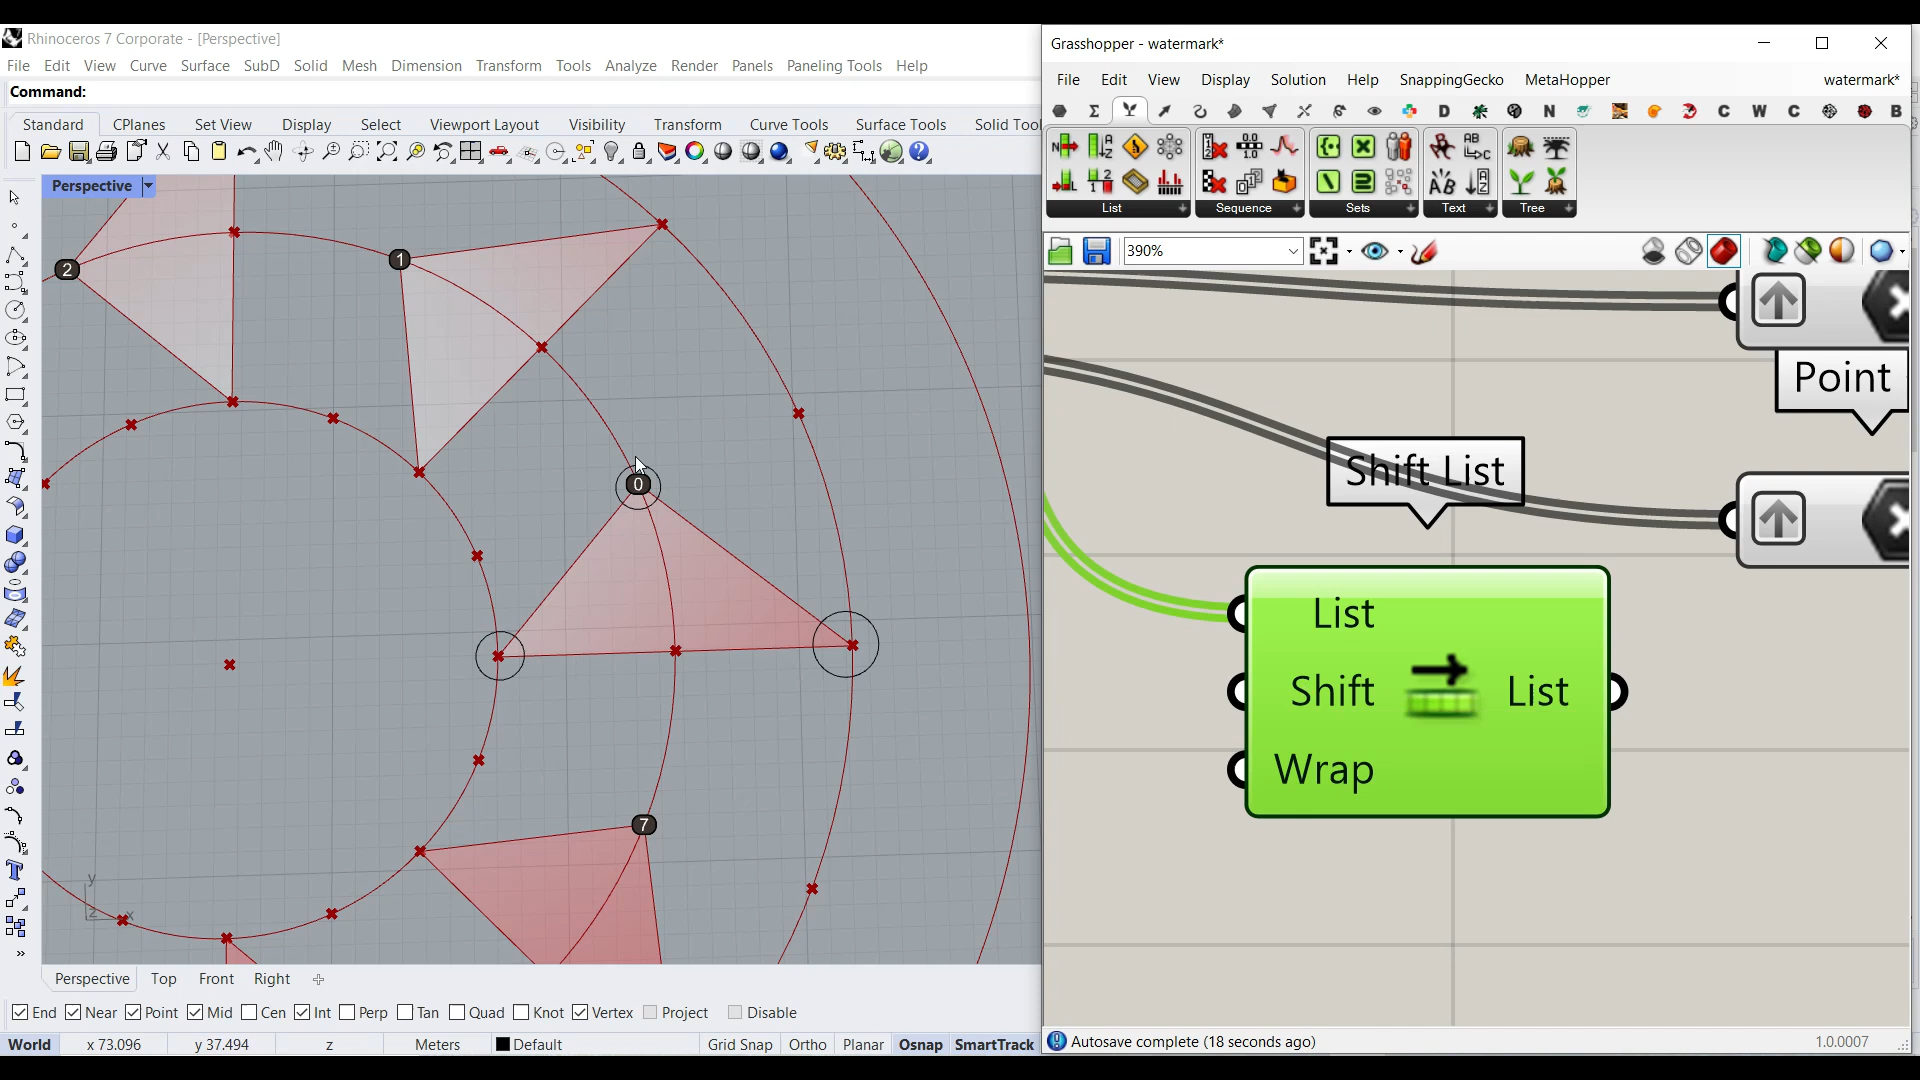 Rhinoceros 7 Corporate - [Perspective]
File Edit View Curve Surface SubD Solid Mesh Dimension Transform Tools Analyze Render Panels Paneling Tools Help
Command:
Standard CPlanes Set View Display Select Viewport Layout Visibility Transform Curve Tools Surface Tools Solid Tool
Perspective
2
1
0
7
y
z x
Perspective Top Front Right
End Near Point Mid Cen Int Perp Tan Quad Knot Vertex Project Disable
World x 73.096 y 37.494 z Meters Default Grid Snap Ortho Planar Osnap SmartTrack
Grasshopper - watermark*
File Edit View Display Solution Help SnappingGecko MetaHopper watermark*
D N C W C B
List Sequence Sets Text Tree
390%
Point
Shift List
List
Shift List
Wrap
Autosave complete (18 seconds ago) 1.0.0007